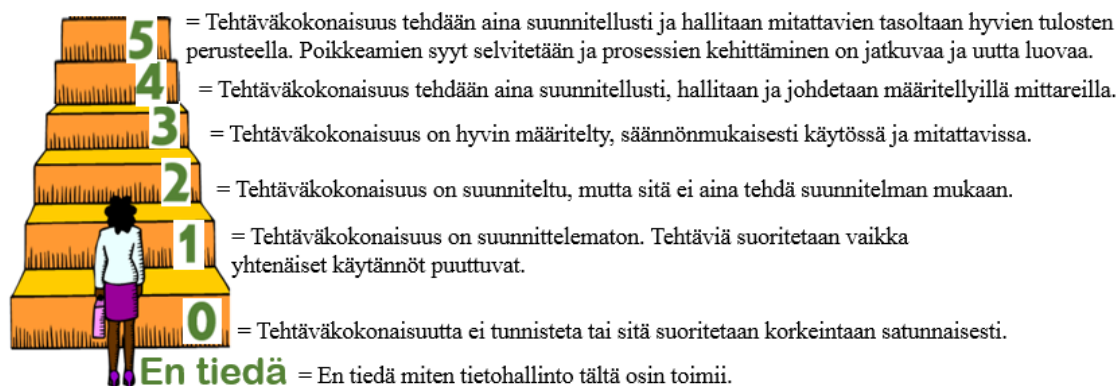 5 = Tehtäväkokonaisuus tehdään aina suunnitellusti ja hallitaan mitattavien tasoltaan hyvien tulosten
perusteella. Poikkeamien syyt selvitetään ja prosessien kehittäminen on jatkuvaa ja uutta luovaa.
4 = Tehtäväkokonaisuus tehdään aina suunnitellusti, hallitaan ja johdetaan määritellyillä mittareilla.
3 = Tehtäväkokonaisuus on hyvin määritelty, säännönmukaisesti käytössä ja mitattavissa.
2 = Tehtäväkokonaisuus on suunniteltu, mutta sitä ei aina tehdä suunnitelman mukaan.
1 = Tehtäväkokonaisuus on suunnittelematon. Tehtäviä suoritetaan vaikka
yhtenäiset käytännöt puuttuvat.
0 = Tehtäväkokonaisuutta ei tunnisteta tai sitä suoritetaan korkeintaan satunnaisesti.
En tiedä = En tiedä miten tietohallinto tältä osin toimii.